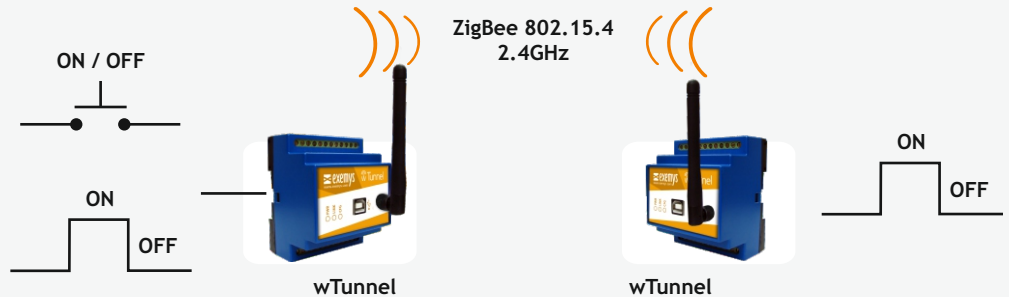 ZigBee 802.15.4
2.4GHz
ON / OFF
ON
OFF
exemys
wTunnel
wTunnel
exemys
wTunnel
wTunnel
ON
OFF